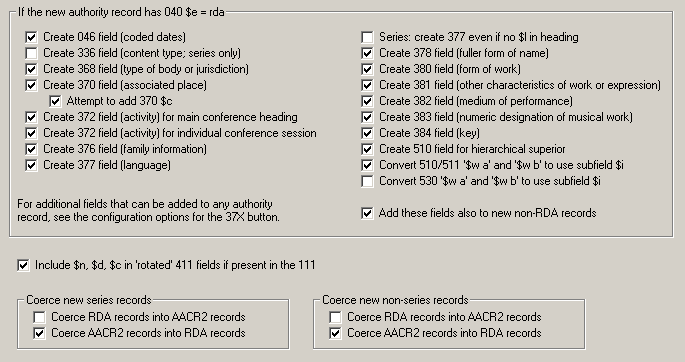 If the new authority record has 040 $e = rda
Create 046 field (coded dates)
Create 336 field (content type; series only)
Create 368 field (type of body or jurisdiction)
Create 370 field (associated place)
Attempt to add 370 $c
Create 372 field (activity) for main conference heading
Create 372 field (activity) for individual conference session
Create 376 field (family information)
Create 377 field (language)
For additional fields that can be added to any authority
record, see the configuration options for the 37X button.
Series: create 377 even if no $l in heading
Create 378 field (fuller form of name)
Create 380 field (form of work)
Create 381 field (other characteristics of work or expression)
Create 382 field (medium of performance)
Create 383 field (numeric designation of musical work)
Create 384 field (key)
Create 510 field for hierarchical superior
Convert 510/511 '$w a' and '$w b' to use subfield $i
Convert 530 '$w a' and '$w b' to use subfield $i
Add these fields also to new non-RDA records
Include $n, $d, $c in 'rotated' 411 fields if present in the 111
Coerce new series records
Coerce RDA records into AACR2 records
Coerce AACR2 records into RDA records
Coerce new non-series records
Coerce RDA records into AACR2 records
Coerce AACR2 records into RDA records